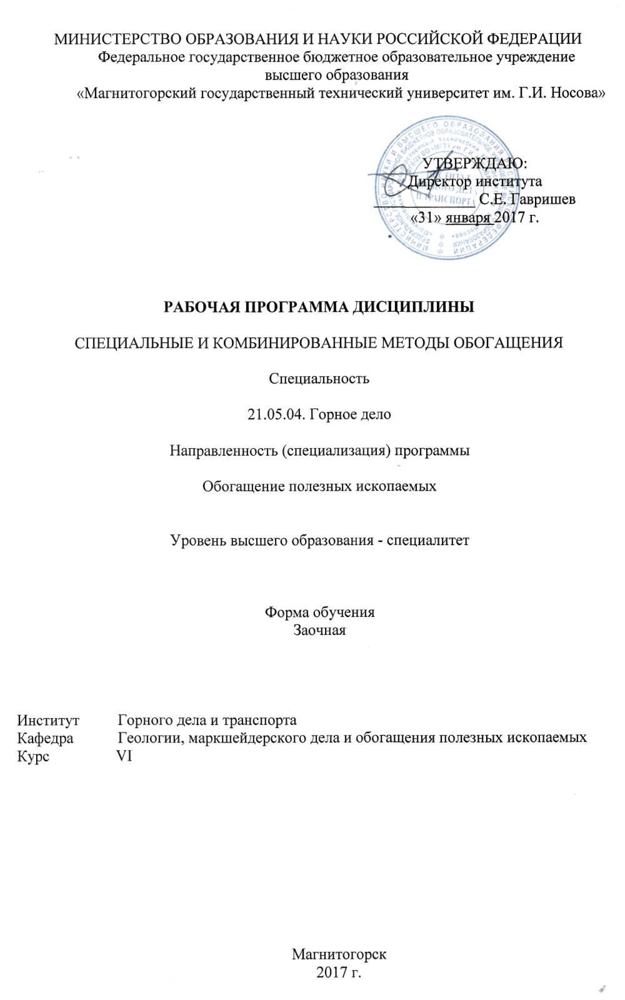 МИНИСТЕРСТВО ОБРАЗОВАНИЯ И НАУКИ РОССИЙСКОЙ ФЕДЕРАЦИИ
Федеральное государственное бюджетное образовательное учреждение
высшего образования
«Магнитогорский государственный технический университет им. Г.И. Носова»
УТВЕРЖДАЮ:
Директор института
С.Е. Гавришев
«31» января 2017 г.
РАБОЧАЯ ПРОГРАММА ДИСЦИПЛИНЫ
СПЕЦИАЛЬНЫЕ И КОМБИНИРОВАННЫЕ МЕТОДЫ ОБОГАЩЕНИЯ
Специальность
21.05.04. Горное дело
Направленность (специализация) программы
Обогащение полезных ископаемых
Уровень высшего образования - специалитет
Форма обучения
Заочная
Институт Горного дела и транспорта
Кафедра Геологии, маркшейдерского дела и обогащения полезных ископаемых
Курс VI
Магнитогорск
2017 г.